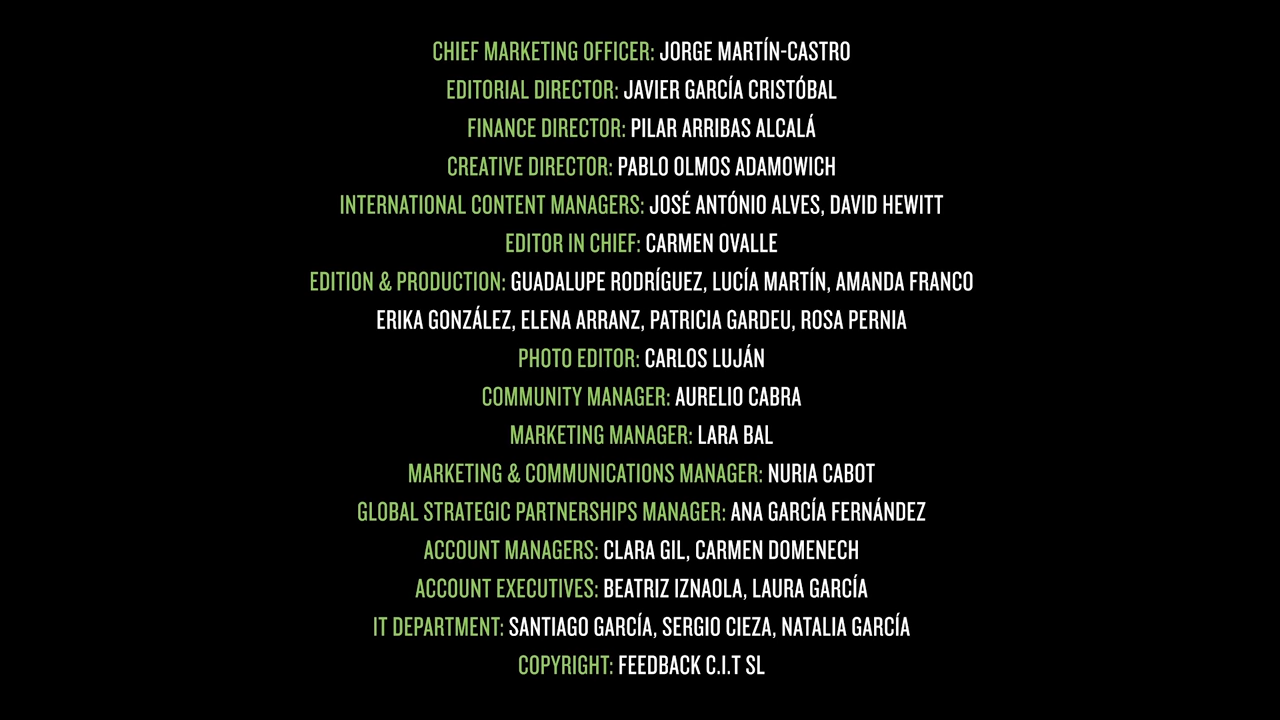 CHIEF MARKETING OFFICER: JORGE MARTÍN-CASTRO
EDITORIAL DIRECTOR: JAVIER GARCÍA CRISTÓBAL
FINANCE DIRECTOR: PILAR ARRIBAS ALCALÁ
CREATIVE DIRECTOR: PABLO OLMOS ADAMOWICH
INTERNATIONAL CONTENT MANAGERS: JOSÉ ANTÓNIO ALVES, DAVID HEWITT
EDITOR IN CHIEF: CARMEN OVALLE
EDITION & PRODUCTION: GUADALUPE RODRÍGUEZ, LUCÍA MARTÍN, AMANDA FRANCO
ERIKA GONZÁLEZ, ELENA ARRANZ, PATRICIA GARDEU, ROSA PERNIA
PHOTO EDITOR: CARLOS LUJÁN
COMMUNITY MANAGER: AURELIO CABRA
MARKETING MANAGER: LARA BAL
MARKETING & COMMUNICATIONS MANAGER: NURIA CABOT
GLOBAL STRATEGIC PARTNERSHIPS MANAGER: ANA GARCÍA FERNÁNDEZ
ACCOUNT MANAGERS: CLARA GIL, CARMEN DOMENECH
ACCOUNT EXECUTIVES: BEATRIZ IZNAOLA, LAURA GARCÍA
IT DEPARTMENT: SANTIAGO GARCÍA, SERGIO CIEZA, NATALIA GARCÍA
COPYRIGHT: FEEDBACK C.I.T SL